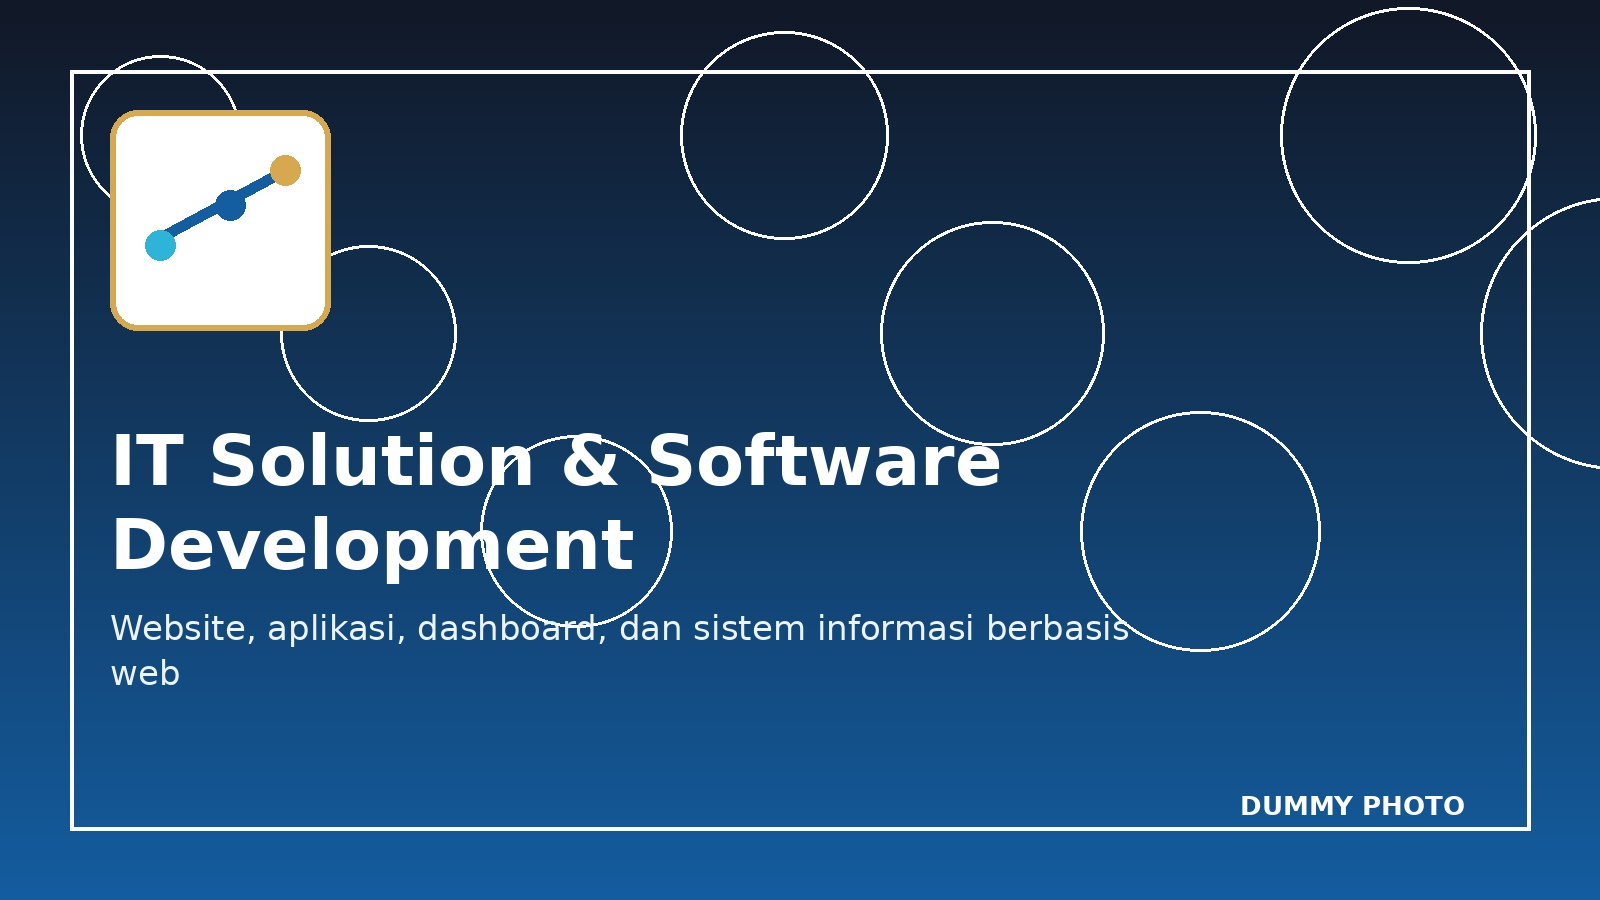 IT Solution & Software
Development
Website, aplikasi, dashboard, dan sistem informasi berbasis
web
DUMMY PHOTO